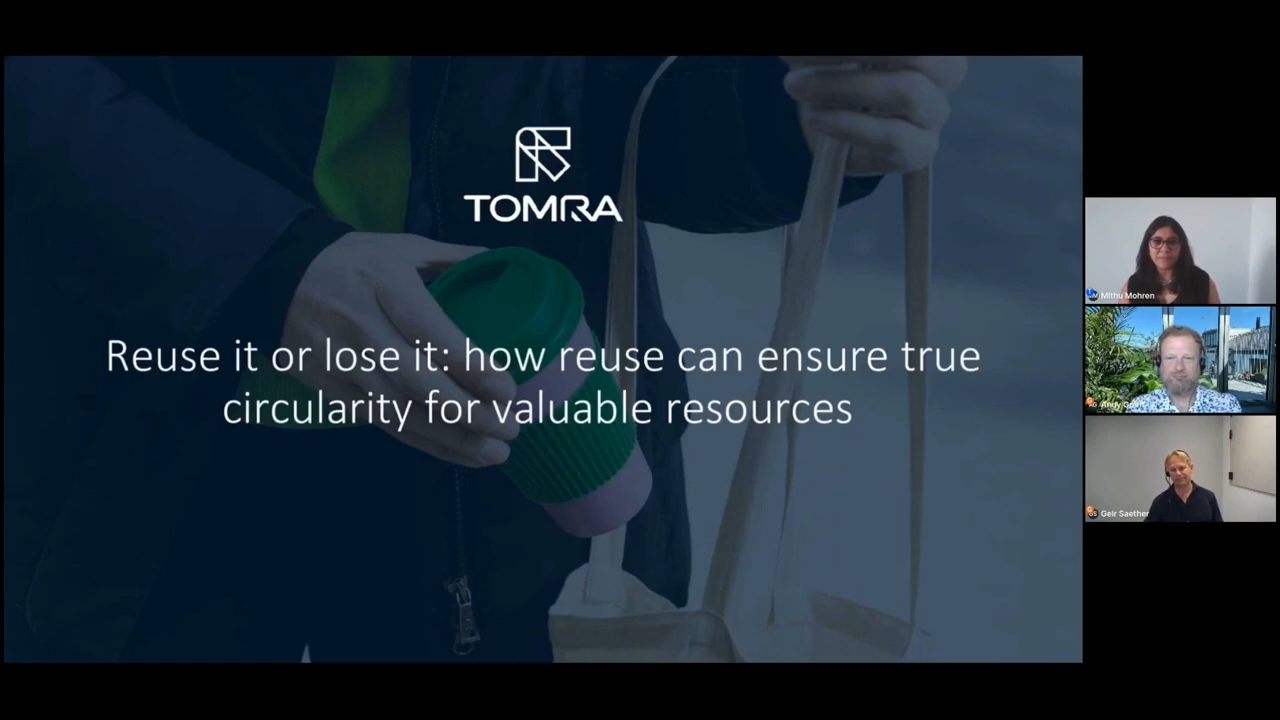 TOMRA
Reuse it or lose it: how reuse can ensure true
circularity for valuable resources
Mithu Mohren
Andy
Geir Saether